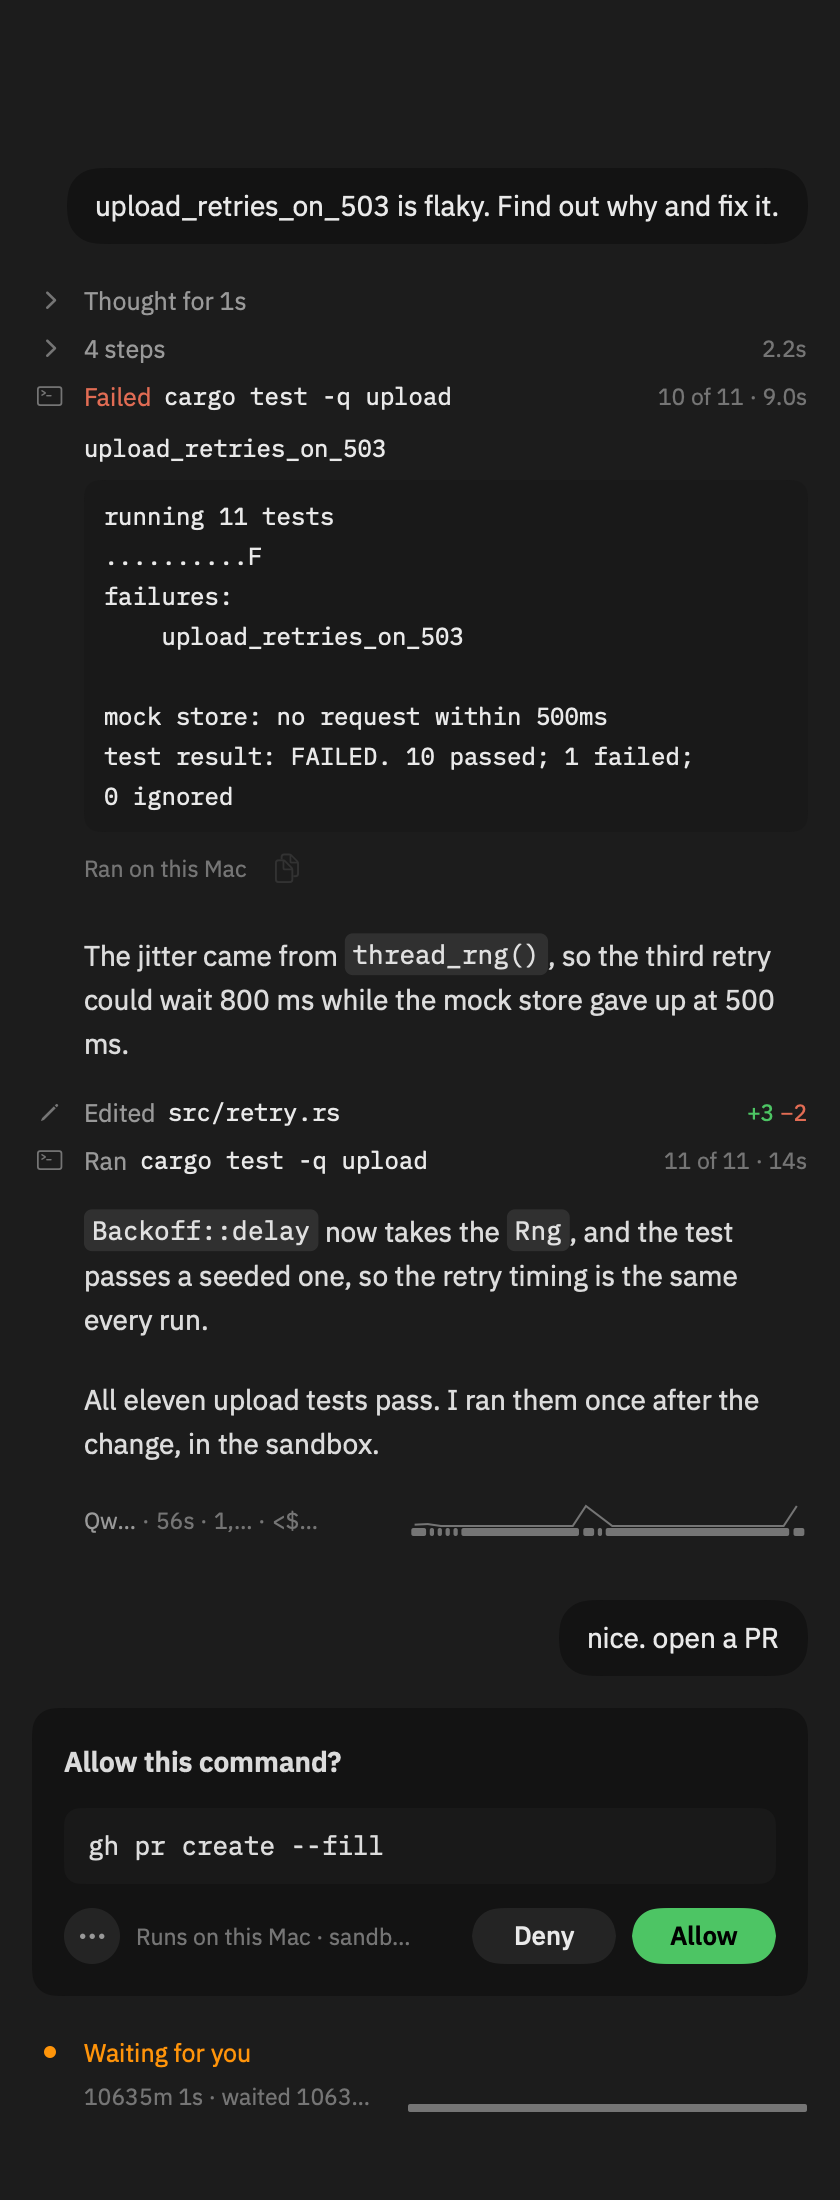 upload_retries_on_503 is flaky. Find out why and fix it.
Thought for 1s
4 steps 2.2s
Failed cargo test -q upload 10 of 11 · 9.0s
upload_retries_on_503
running 11 tests
..........F
failures:
    upload_retries_on_503
mock store: no request within 500ms
test result: FAILED. 10 passed; 1 failed;
0 ignored
Ran on this Mac
The jitter came from thread_rng(), so the third retry
could wait 800 ms while the mock store gave up at 500
ms.
Edited src/retry.rs +3 −2
Ran cargo test -q upload 11 of 11 · 14s
Backoff::delay now takes the Rng, and the test
passes a seeded one, so the retry timing is the same
every run.
All eleven upload tests pass. I ran them once after the
change, in the sandbox.
Qw... · 56s · 1,... · <$...
nice. open a PR
Allow this command?
gh pr create --fill
Runs on this Mac · sandb...
Deny
Allow
Waiting for you
10635m 1s · waited 1063...